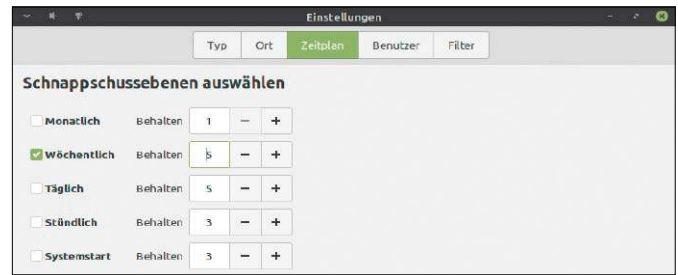 Einstellungen
Typ Ort Zeitplan Benutzer Filter
Schnappschussebenen auswählen
Monatlich Behalten 1 − +
Wöchentlich Behalten 5 − +
Täglich Behalten 5 − +
Stündlich Behalten 3 − +
Systemstart Behalten 3 − +